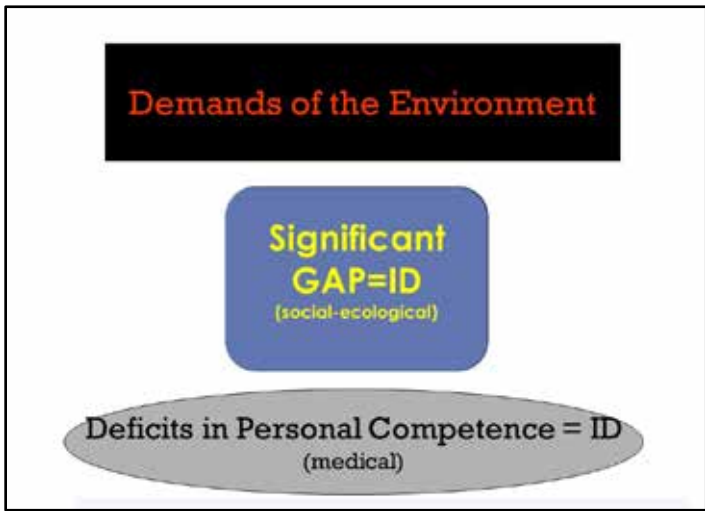 Demands of the Environment
Significant
GAP=ID
(social-ecological)
Deficits in Personal Competence = ID
(medical)